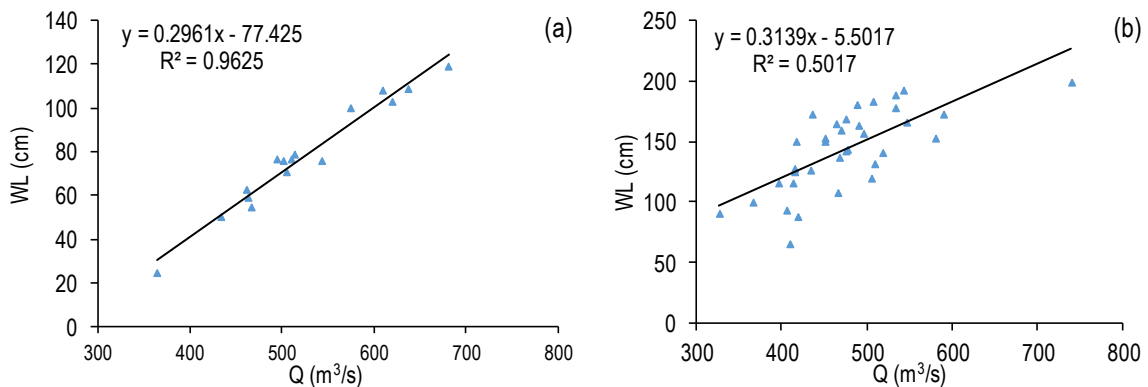 y = 0.2961x - 77.425
R² = 0.9625
(a)
140
120
100
80
60
40
20
0
WL (cm)
300 400 500 600 700 800
Q (m³/s)
y = 0.3139x - 5.5017
R² = 0.5017
(b)
250
200
150
100
50
0
WL (cm)
300 400 500 600 700 800
Q (m³/s)